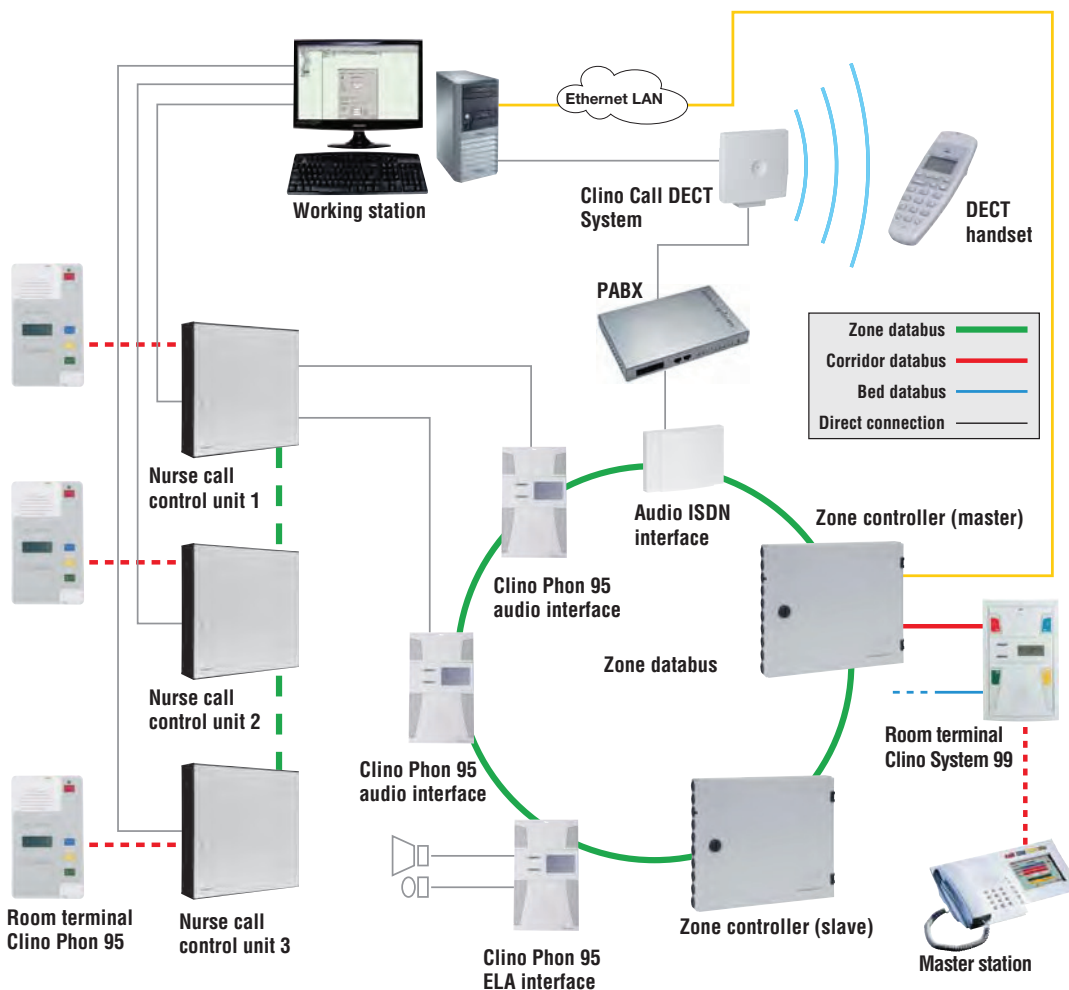 Ethernet LAN
Working station
Clino Call DECT
System
DECT
handset
PABX
Zone databus
Corridor databus
Bed databus
Direct connection
Nurse call
control unit 1
Audio ISDN
interface
Zone controller (master)
Clino Phon 95
audio interface
Zone databus
Nurse call
control unit 2
Room terminal
Clino System 99
Clino Phon 95
audio interface
Room terminal
Clino Phon 95
Nurse call
control unit 3
Zone controller (slave)
Clino Phon 95
ELA interface
Master station